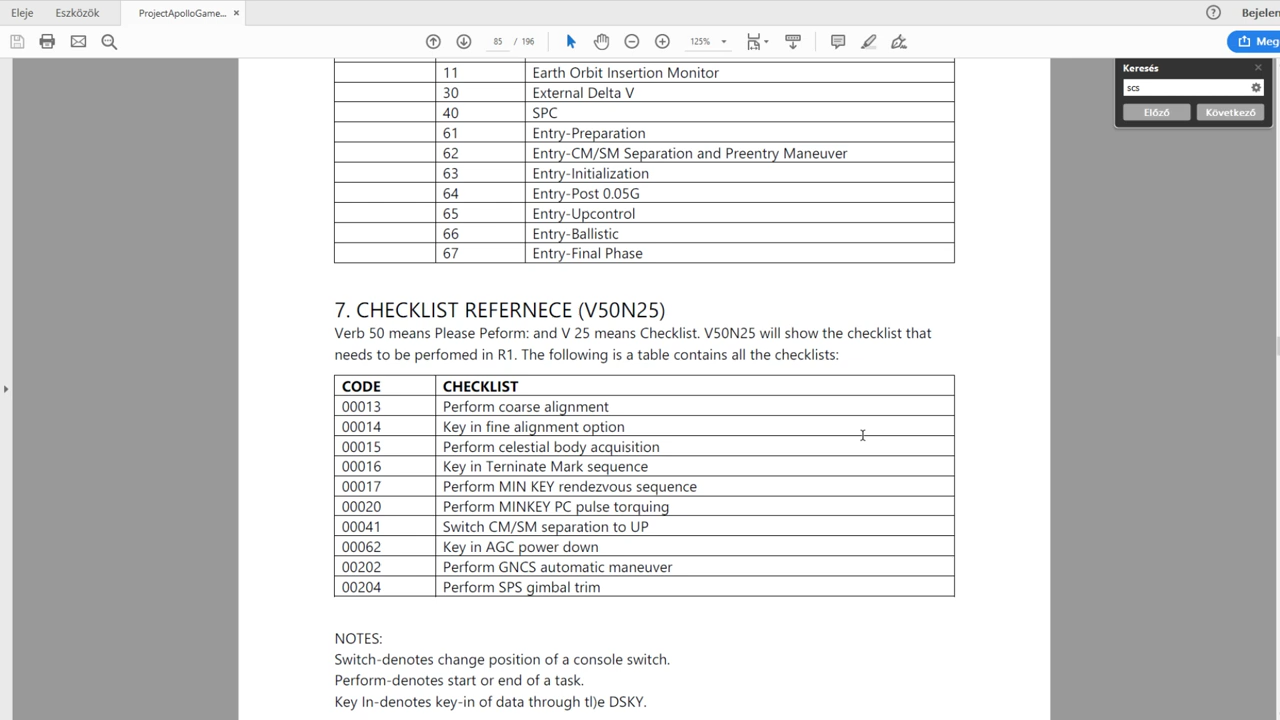 Eleje Eszközök ProjectApolloGame... × Bejelen
85 / 196 125% Meg
11 Earth Orbit Insertion Monitor
30 External Delta V
40 SPC
61 Entry-Preparation
62 Entry-CM/SM Separation and Preentry Maneuver
63 Entry-Initialization
64 Entry-Post 0.05G
65 Entry-Upcontrol
66 Entry-Ballistic
67 Entry-Final Phase
Keresés
scs
Előző Következő
7. CHECKLIST REFERNECE (V50N25)
Verb 50 means Please Peform: and V 25 means Checklist. V50N25 will show the checklist that
needs to be perfomed in R1. The following is a table contains all the checklists:
CODE CHECKLIST
00013 Perform coarse alignment
00014 Key in fine alignment option
00015 Perform celestial body acquisition
00016 Key in Terninate Mark sequence
00017 Perform MIN KEY rendezvous sequence
00020 Perform MINKEY PC pulse torquing
00041 Switch CM/SM separation to UP
00062 Key in AGC power down
00202 Perform GNCS automatic maneuver
00204 Perform SPS gimbal trim
NOTES:
Switch-denotes change position of a console switch.
Perform-denotes start or end of a task.
Key In-denotes key-in of data through tl)e DSKY.